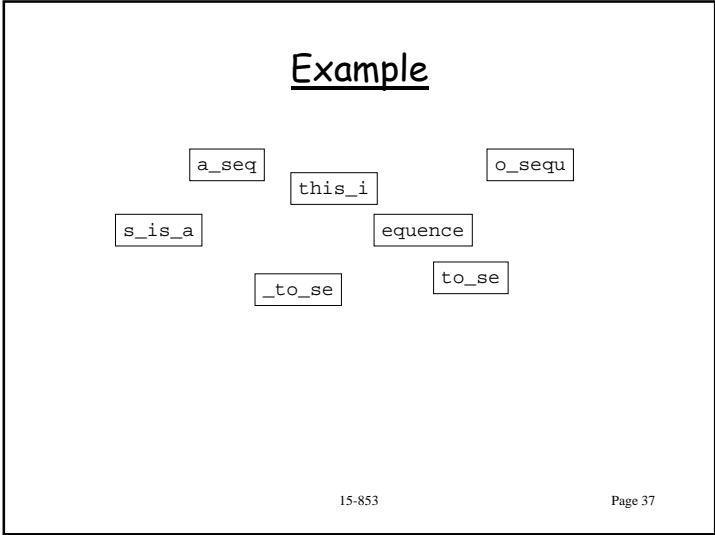 Example
a_seq
o_sequ
this_i
s_is_a
equence
_to_se
to_se
15-853
Page 37